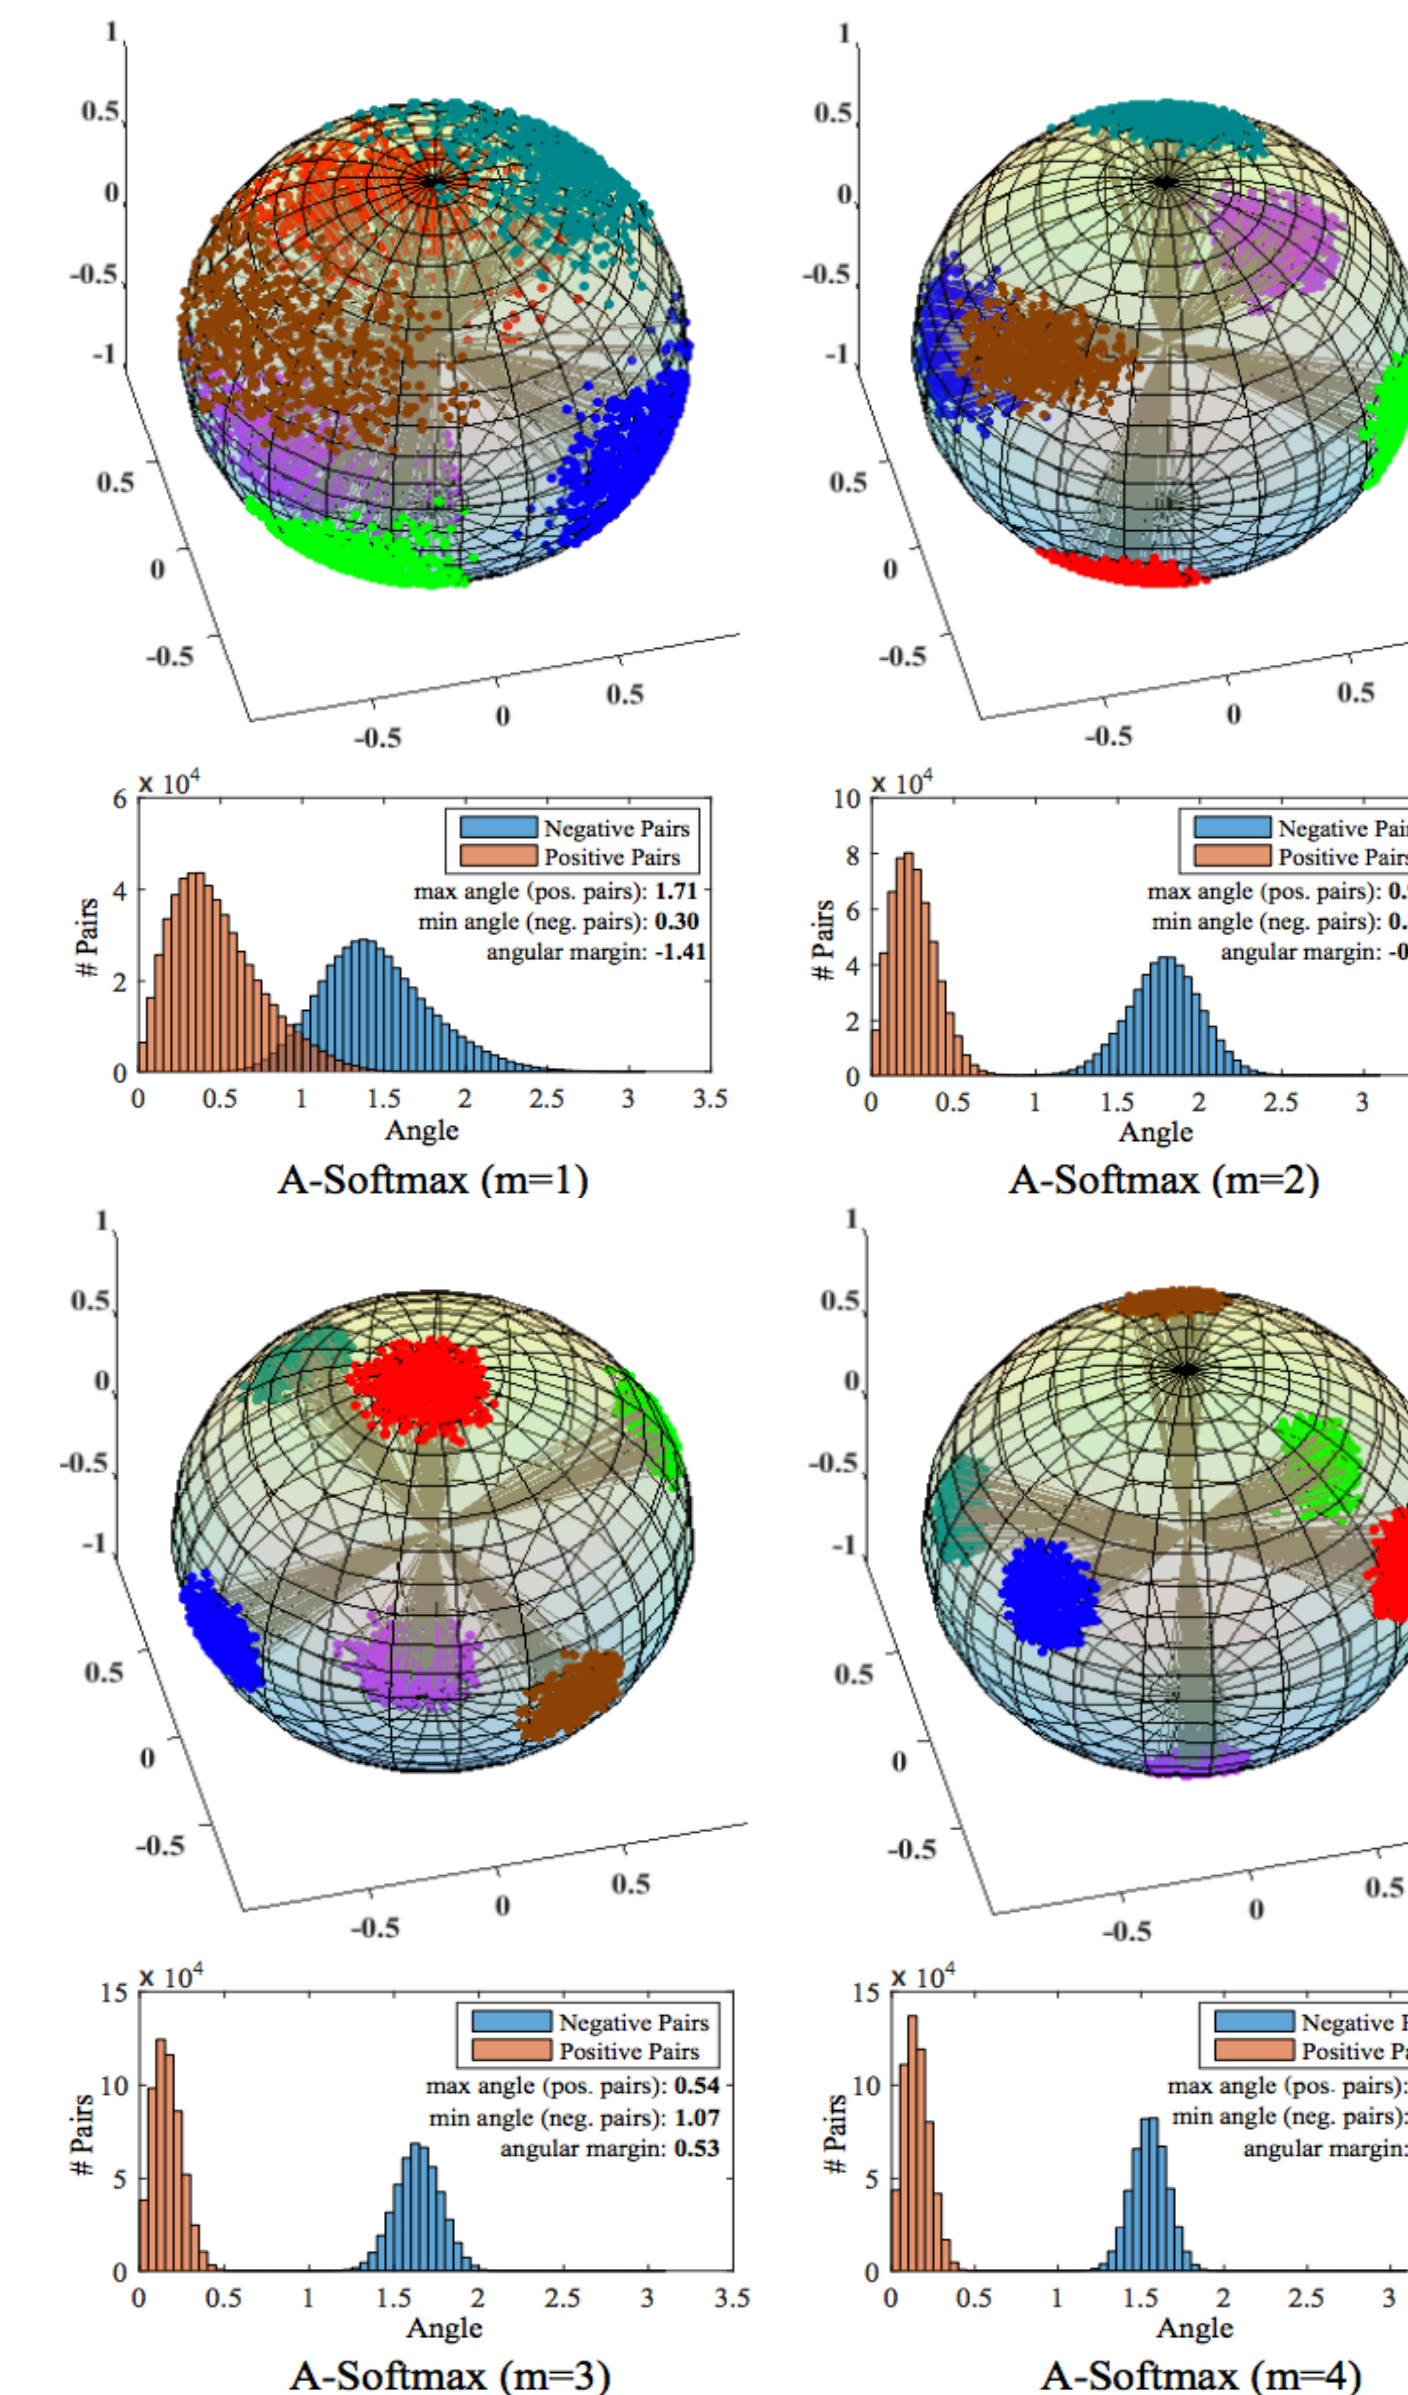 1
0.5
0
-0.5
-1
0.5
0
-0.5
-0.5
0
0.5
x 10^4
6
4
2
0
# Pairs
Negative Pairs
Positive Pairs
max angle (pos. pairs): 1.71
min angle (neg. pairs): 0.30
angular margin: -1.41
0 0.5 1 1.5 2 2.5 3 3.5
Angle
A-Softmax (m=1)
1
0.5
0
-0.5
-1
0.5
0
-0.5
-0.5
0
0.5
x 10^4
10
8
6
4
2
0
# Pairs
Negative
Positive
max angle (pos. pairs):
min angle (neg. pairs):
angular margin:
0 0.5 1 1.5 2 2.5 3
Angle
A-Softmax (m=2)
1
0.5
0
-0.5
-1
0.5
0
-0.5
-0.5
0
0.5
x 10^4
15
10
5
0
# Pairs
Negative Pairs
Positive Pairs
max angle (pos. pairs): 0.54
min angle (neg. pairs): 1.07
angular margin: 0.53
0 0.5 1 1.5 2 2.5 3 3.5
Angle
A-Softmax (m=3)
1
0.5
0
-0.5
-1
0.5
0
-0.5
-0.5
0
0.5
x 10^4
15
10
5
0
# Pairs
Negative
Positive
max angle (pos. pairs):
min angle (neg. pairs):
angular margin:
0 0.5 1 1.5 2 2.5 3
Angle
A-Softmax (m=4)